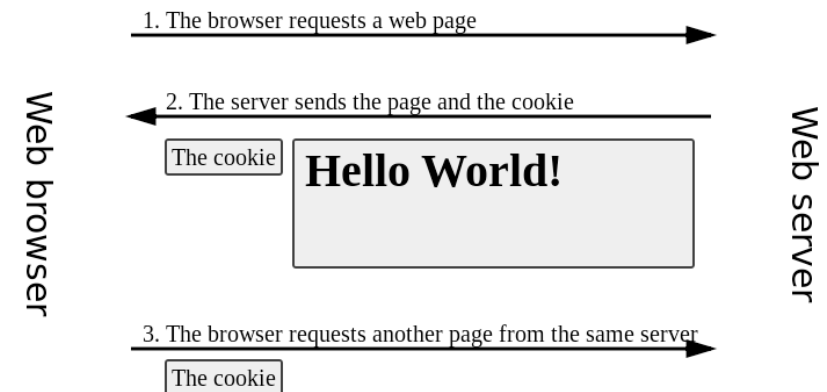 1. The browser requests a web page
2. The server sends the page and the cookie
The cookie
Hello World!
Web browser
Web server
3. The browser requests another page from the same server
The cookie